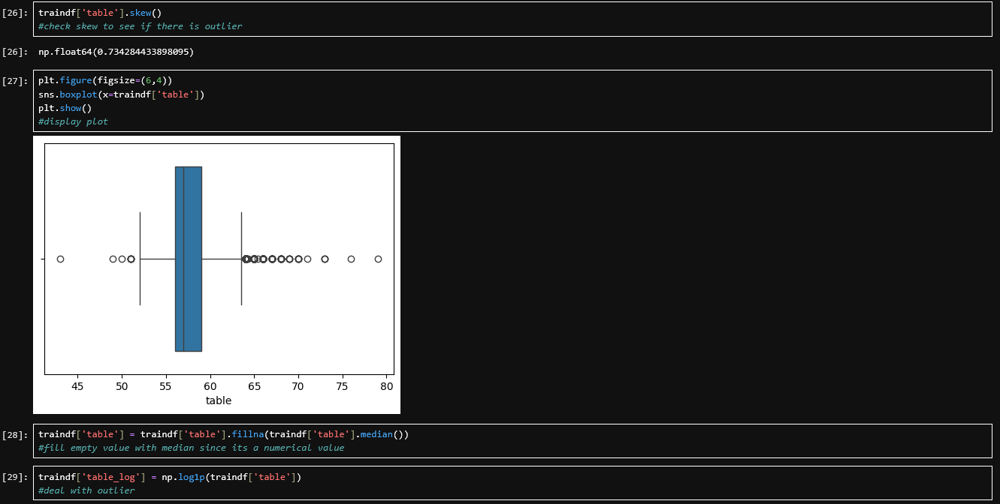 [26]: traindf['table'].skew()
#check skew to see if there is outlier
[26]: np.float64(0.734284433898095)
[27]: plt.figure(figsize=(6,4))
sns.boxplot(x=traindf['table'])
plt.show()
#display plot
45 50 55 60 65 70 75 80
table
[28]: traindf['table'] = traindf['table'].fillna(traindf['table'].median())
#fill empty value with median since its a numerical value
[29]: traindf['table_log'] = np.log1p(traindf['table'])
#deal with outlier